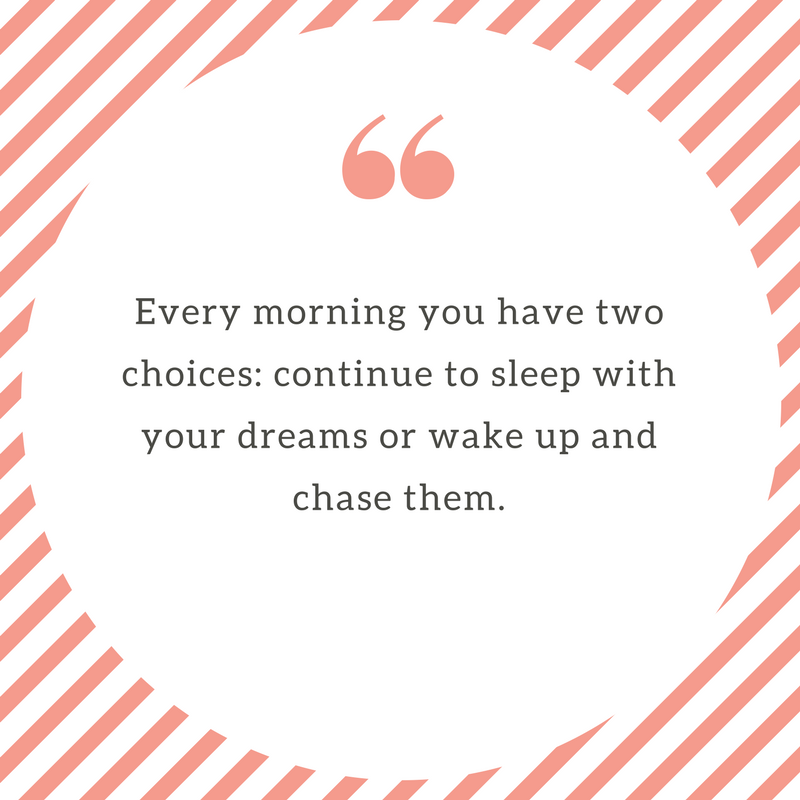 “
Every morning you have two
choices: continue to sleep with
your dreams or wake up and
chase them.